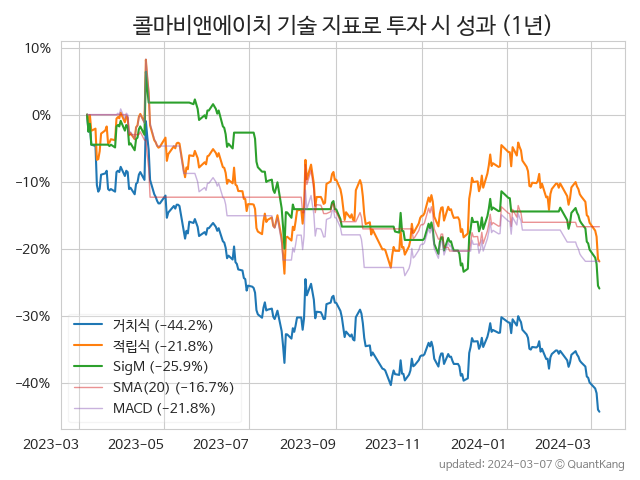 콜마비앤에이치 기술 지표로 투자 시 성과 (1년)
10%
0%
−10%
−20%
−30%
−40%
거치식 (−44.2%)
적립식 (−21.8%)
SigM (−25.9%)
SMA(20) (−16.7%)
MACD (−21.8%)
2023−03 2023−05 2023−07 2023−09 2023−11 2024−01 2024−03
updated: 2024−03−07 © QuantKang